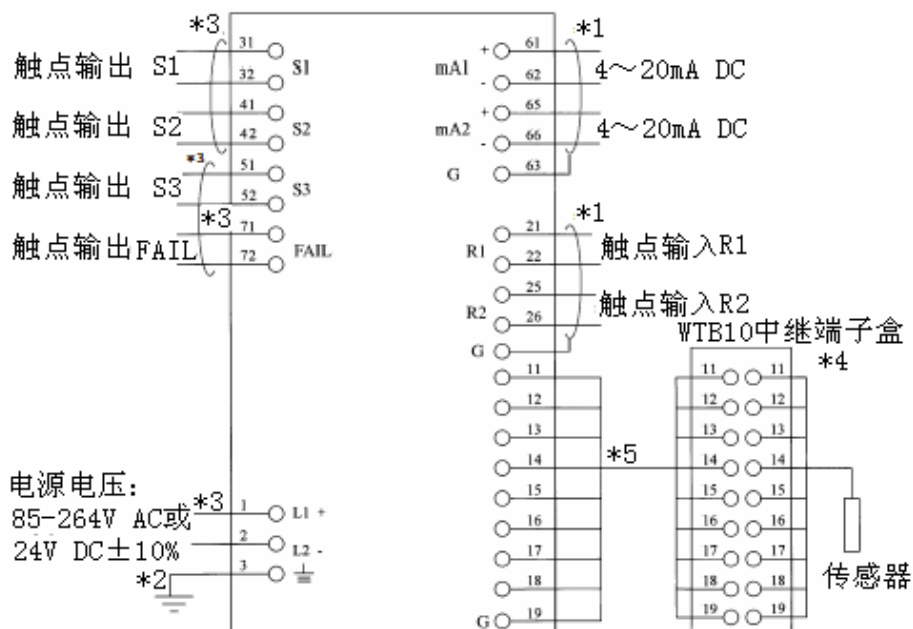 *3
31
触点输出 S1
S1
32
41
触点输出 S2
S2
42
*3
51
触点输出 S3
S3
52
*3
71
触点输出FAIL
FAIL
72
电源电压:
85-264V AC或
24V DC±10%
*3
1
L1 +
2
L2 -
*2
3
*1
+
61
mA1
4～20mA DC
-
62
+
65
mA2
4～20mA DC
-
66
G
63
*1
21
R1
触点输入R1
22
25
R2
触点输入R2
26
G
11
12
13
14
*5
15
16
17
18
G
19
WTB10中继端子盒
*4
11
11
12
12
13
13
14
14
15
15
16
16
17
17
18
18
19
19
传感器